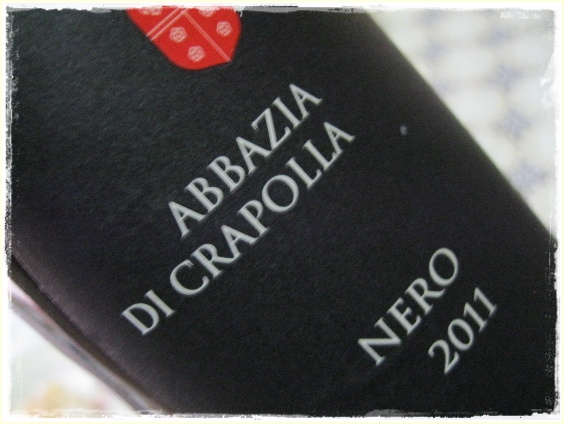 ABBAZIA
DI CRAPOLLA
NERO
2011